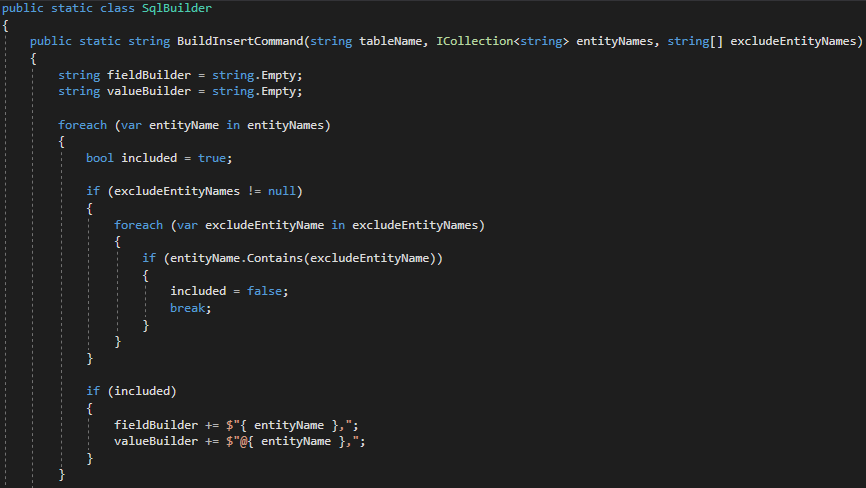 public static class SqlBuilder
{
public static string BuildInsertCommand(string tableName, ICollection<string> entityNames, string[] excludeEntityNames)
{
string fieldBuilder = string.Empty;
string valueBuilder = string.Empty;
foreach (var entityName in entityNames)
{
bool included = true;
if (excludeEntityNames != null)
{
foreach (var excludeEntityName in excludeEntityNames)
{
if (entityName.Contains(excludeEntityName))
{
included = false;
break;
}
}
}
if (included)
{
fieldBuilder += $"{ entityName },";
valueBuilder += $"@{ entityName },";
}
}